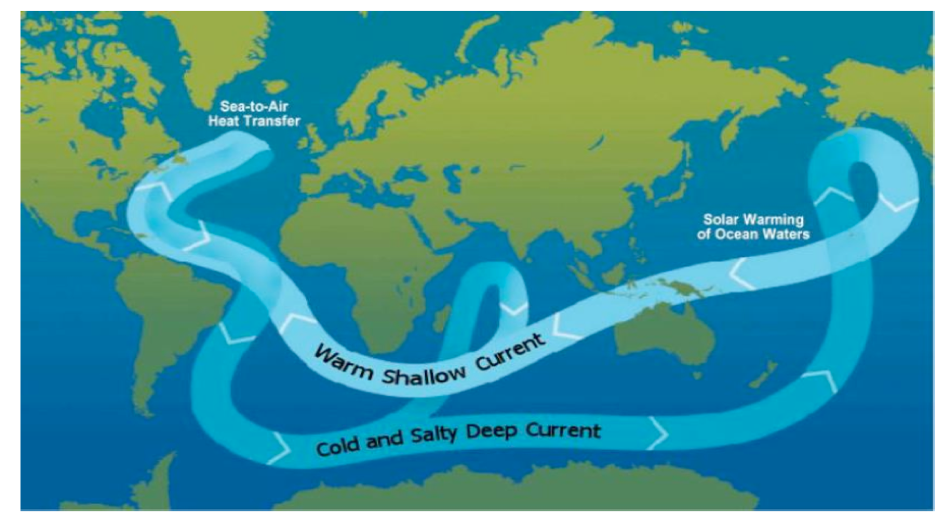 Sea-to-Air
Heat Transfer
Solar Warming
of Ocean Waters
Warm Shallow Current
Cold and Salty Deep Current